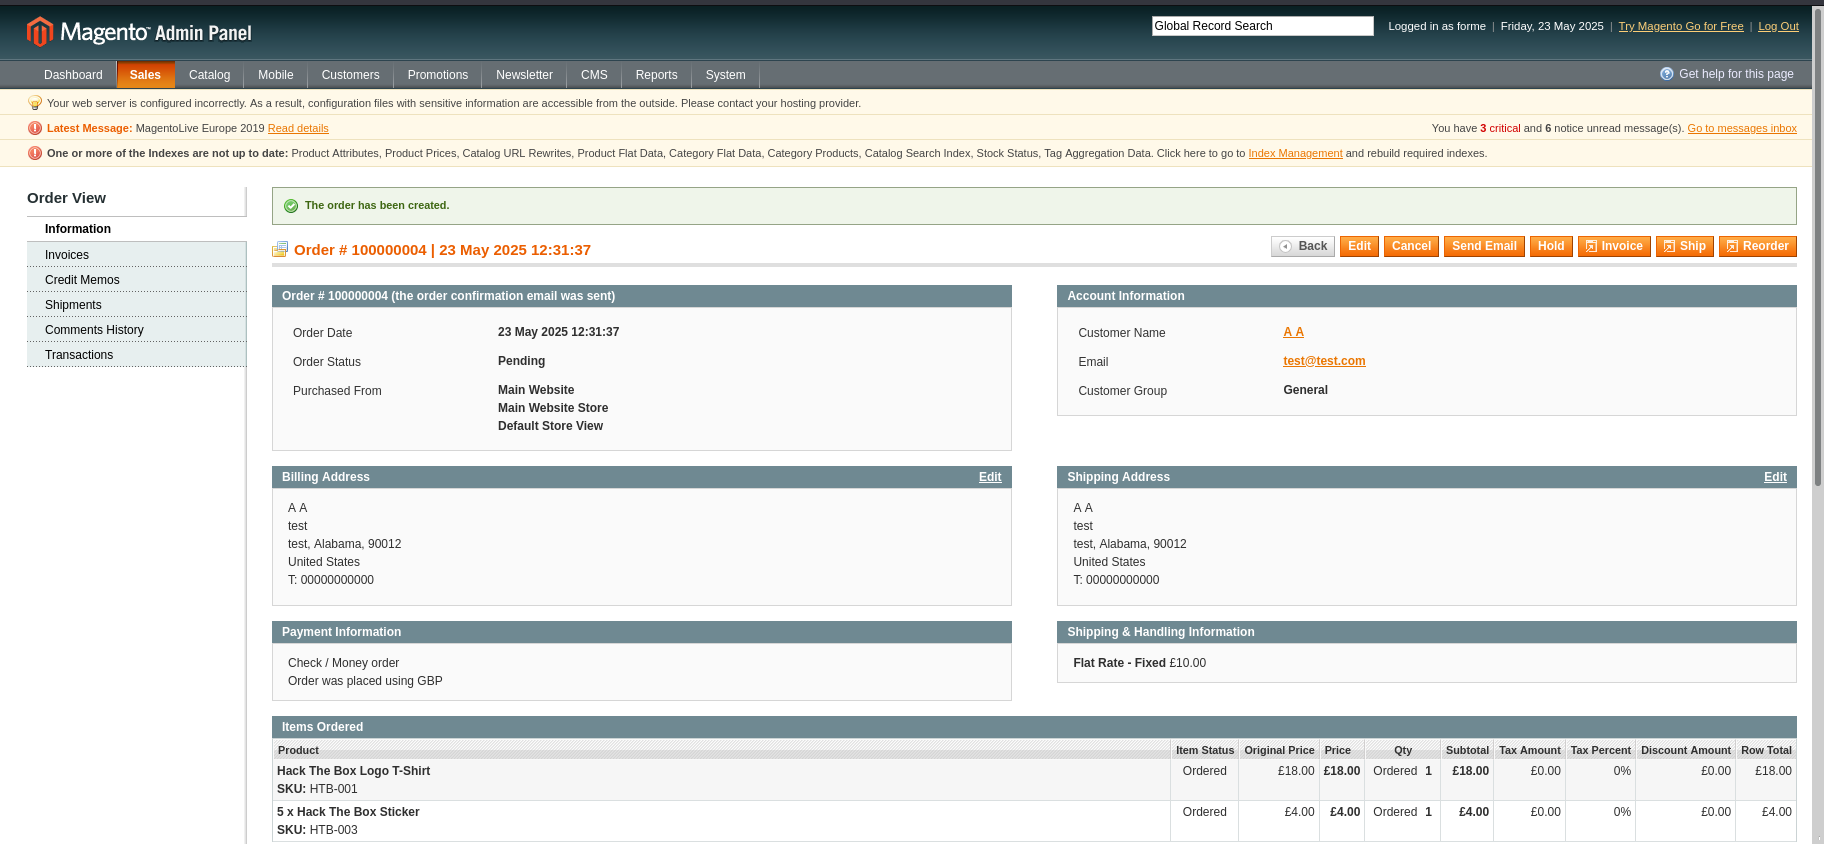 Magento™ Admin Panel
Global Record Search
Logged in as forme | Friday, 23 May 2025 | Try Magento Go for Free | Log Out
Dashboard Sales Catalog Mobile Customers Promotions Newsletter CMS Reports System
Get help for this page
Your web server is configured incorrectly. As a result, configuration files with sensitive information are accessible from the outside. Please contact your hosting provider.
Latest Message: MagentoLive Europe 2019 Read details
You have 3 critical and 6 notice unread message(s). Go to messages inbox
One or more of the Indexes are not up to date: Product Attributes, Product Prices, Catalog URL Rewrites, Product Flat Data, Category Flat Data, Category Products, Catalog Search Index, Stock Status, Tag Aggregation Data. Click here to go to Index Management and rebuild required indexes.
Order View
Information
Invoices
Credit Memos
Shipments
Comments History
Transactions
The order has been created.
Order # 100000004 | 23 May 2025 12:31:37
Back Edit Cancel Send Email Hold Invoice Ship Reorder
Order # 100000004 (the order confirmation email was sent)
Order Date 23 May 2025 12:31:37
Order Status Pending
Purchased From Main Website
Main Website Store
Default Store View
Account Information
Customer Name A A
Email test@test.com
Customer Group General
Billing Address Edit
A A
test
test, Alabama, 90012
United States
T: 00000000000
Shipping Address Edit
A A
test
test, Alabama, 90012
United States
T: 00000000000
Payment Information
Check / Money order
Order was placed using GBP
Shipping & Handling Information
Flat Rate - Fixed £10.00
Items Ordered
Product Item Status Original Price Price Qty Subtotal Tax Amount Tax Percent Discount Amount Row Total
Hack The Box Logo T-Shirt Ordered £18.00 £18.00 Ordered 1 £18.00 £0.00 0% £0.00 £18.00
SKU: HTB-001
5 x Hack The Box Sticker Ordered £4.00 £4.00 Ordered 1 £4.00 £0.00 0% £0.00 £4.00
SKU: HTB-003